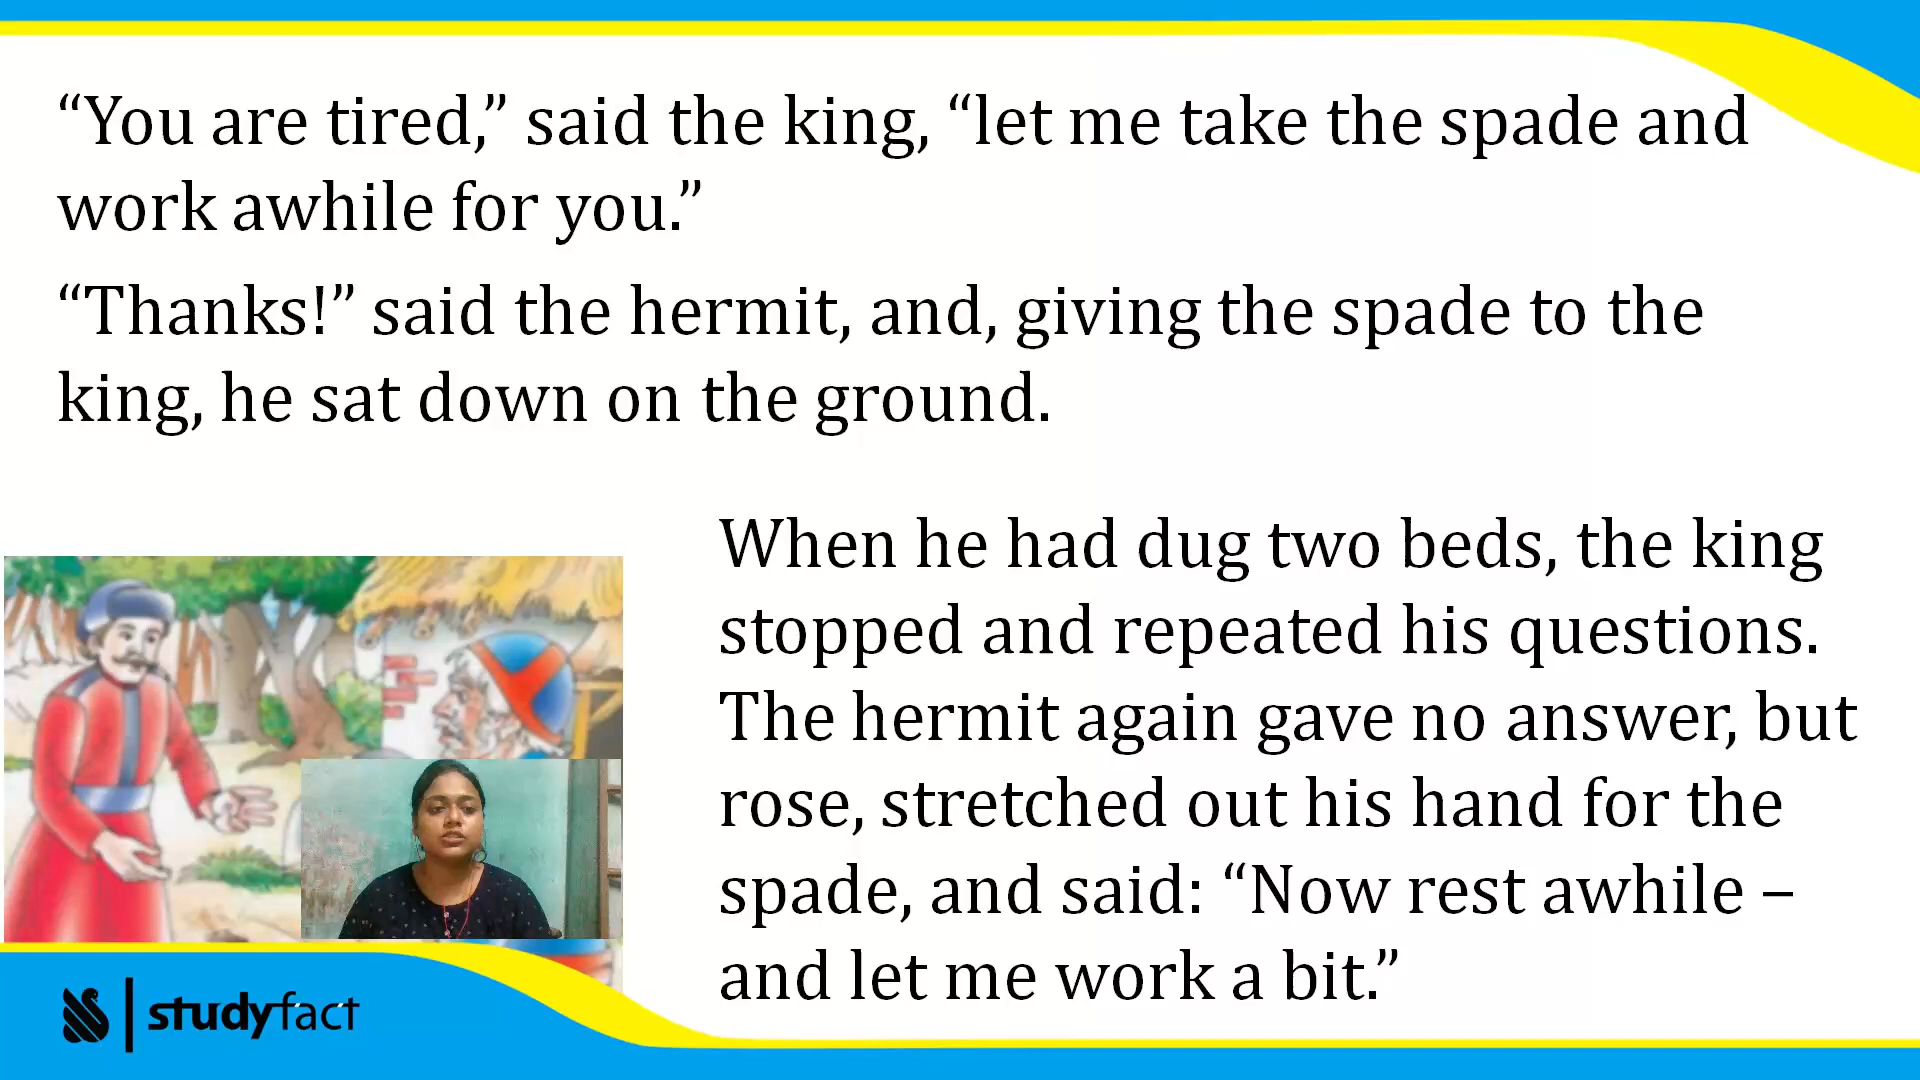 “You are tired,” said the king, “let me take the spade and
work awhile for you.”
“Thanks!” said the hermit, and, giving the spade to the
king, he sat down on the ground.
When he had dug two beds, the king
stopped and repeated his questions.
The hermit again gave no answer, but
rose, stretched out his hand for the
spade, and said: “Now rest awhile –
and let me work a bit.”
studyfact